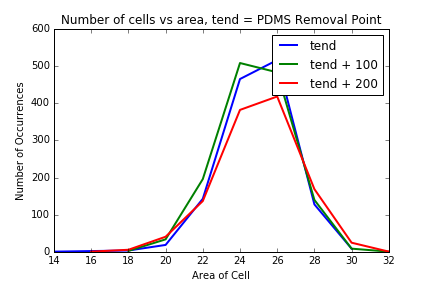 Number of cells vs area, tend = PDMS Removal Point
600
500
400
300
200
100
0
Number of Occurrences
tend
tend + 100
tend + 200
14 16 18 20 22 24 26 28 30 32
Area of Cell